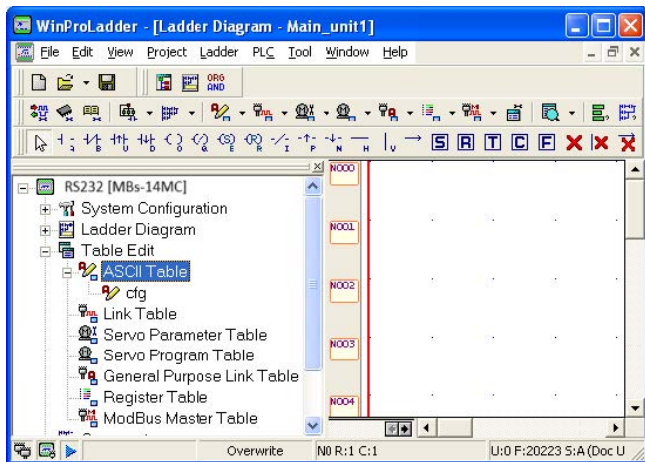 WinProLadder - [Ladder Diagram - Main_unit1]
File Edit View Project Ladder PLC Tool Window Help
ORG
AND
S R T C F
RS232 [MBs-14MC]
System Configuration
Ladder Diagram
Table Edit
ASCII Table
cfg
Link Table
Servo Parameter Table
Servo Program Table
General Purpose Link Table
Register Table
ModBus Master Table
N000
N001
N002
N003
N004
Overwrite N0 R:1 C:1 U:0 F:20223 S:A (Doc U